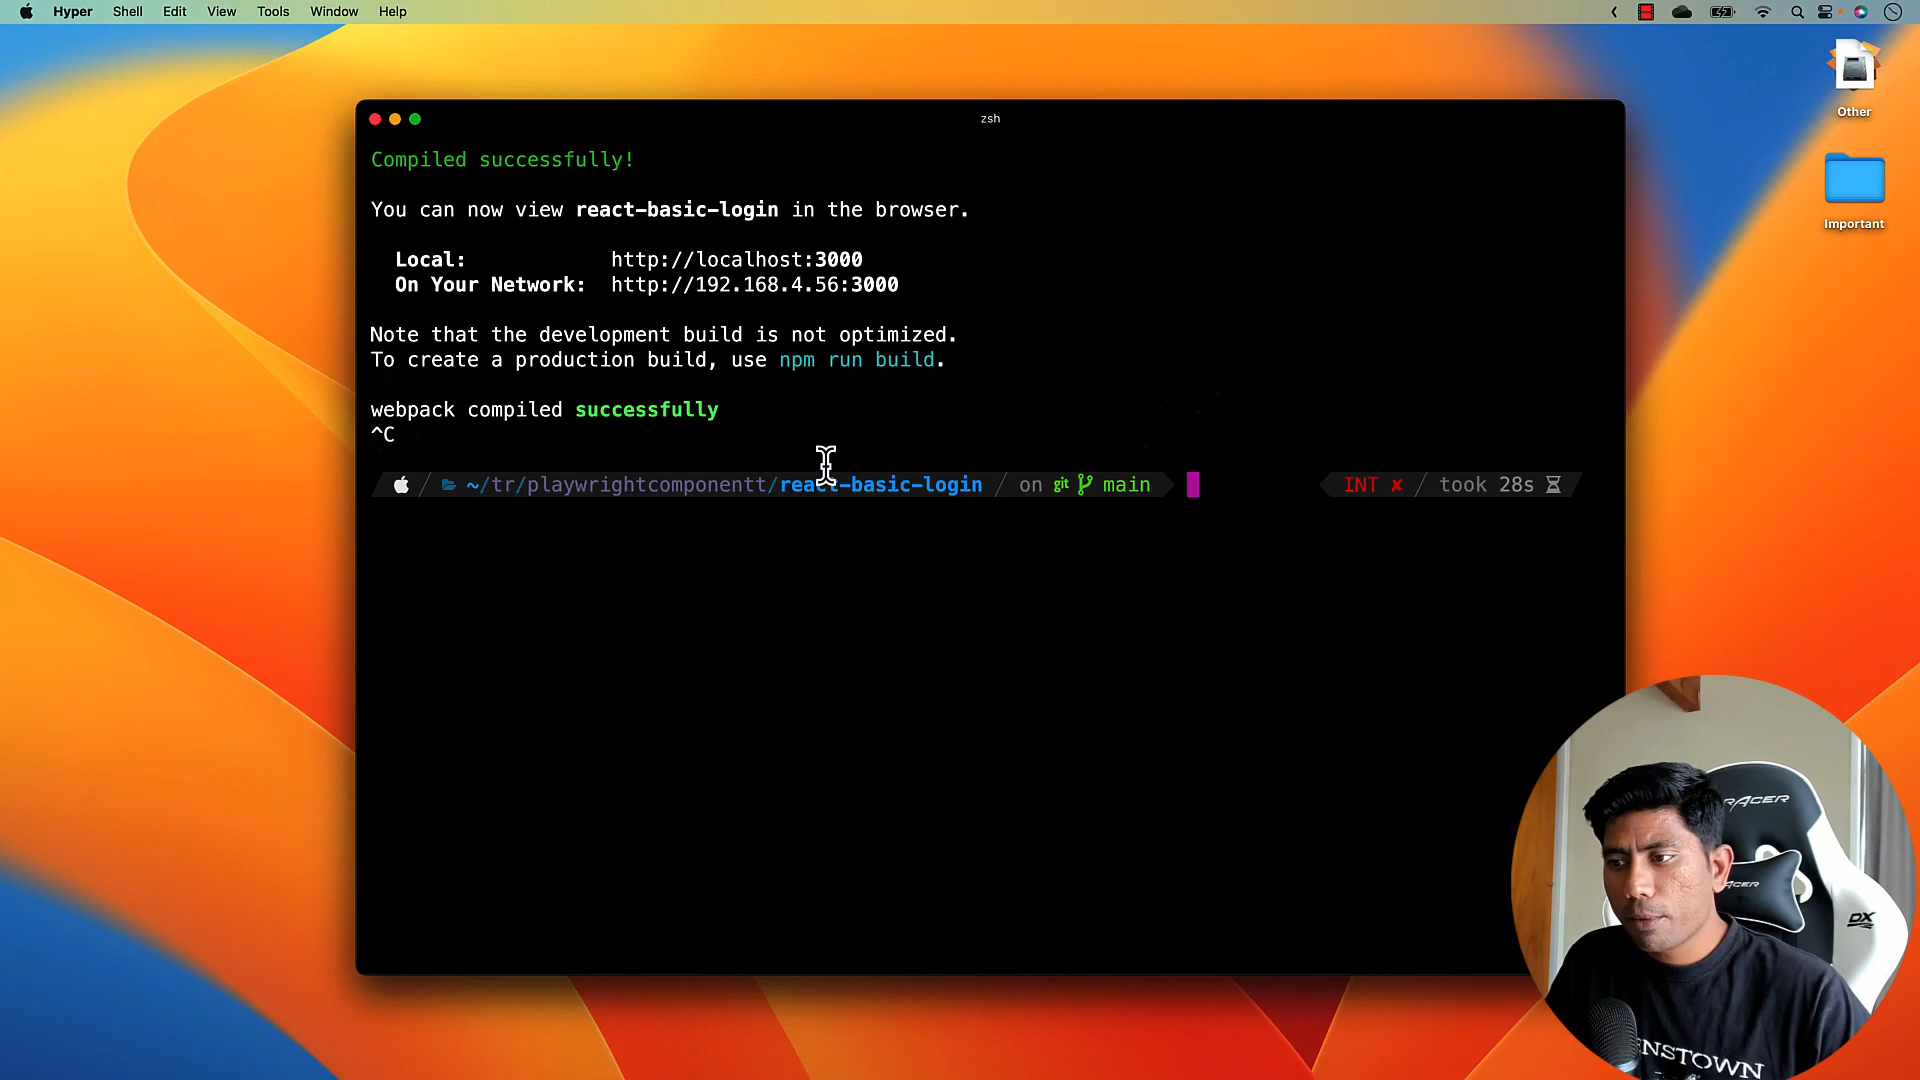 Hyper Shell Edit View Tools Window Help
Other
Important
zsh
Compiled successfully!
You can now view react-basic-login in the browser.
Local: http://localhost:3000
On Your Network: http://192.168.4.56:3000
Note that the development build is not optimized.
To create a production build, use npm run build.
webpack compiled successfully
^C
~/tr/playwrightcomponentt/react-basic-login on git main INT ✘ took 28s
RACER
ACER
DX
ENSTOWN